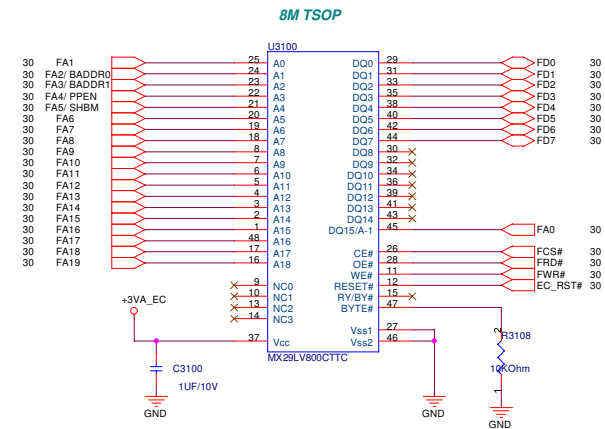 8M TSOP
U3100
30 FA1 25 A0 DQ0 29 FD0 30
30 FA2/ BADDR0 24 A1 DQ1 31 FD1 30
30 FA3/ BADDR1 23 A2 DQ2 33 FD2 30
30 FA4/ PPEN 22 A3 DQ3 35 FD3 30
30 FA5/ SHBM 21 A4 DQ4 38 FD4 30
30 FA6 20 A5 DQ5 40 FD5 30
30 FA7 19 A6 DQ6 42 FD6 30
30 FA8 18 A7 DQ7 44 FD7 30
30 FA9 8 A8 DQ8 30
30 FA10 7 A9 DQ9 32
30 FA11 6 A10 DQ10 34
30 FA12 5 A11 DQ11 36
30 FA13 4 A12 DQ12 39
30 FA14 3 A13 DQ13 41
30 FA15 2 A14 DQ14 43
30 FA16 1 A15 DQ15/A-1 45 FA0 30
30 FA17 48 A16
30 FA18 17 A17 CE# 26 FCS# 30
30 FA19 16 A18 OE# 28 FRD# 30
WE# 11 FWR# 30
9 NC0 RESET# 12 EC_RST# 30
10 NC1 RY/BY# 15
13 NC2 BYTE# 47
14 NC3
+3VA_EC
Vss1 27
37 Vcc Vss2 46
MX29LV800CTTC
2
R3108
10KOhm
1
C3100
1UF/10V
GND
GND
GND